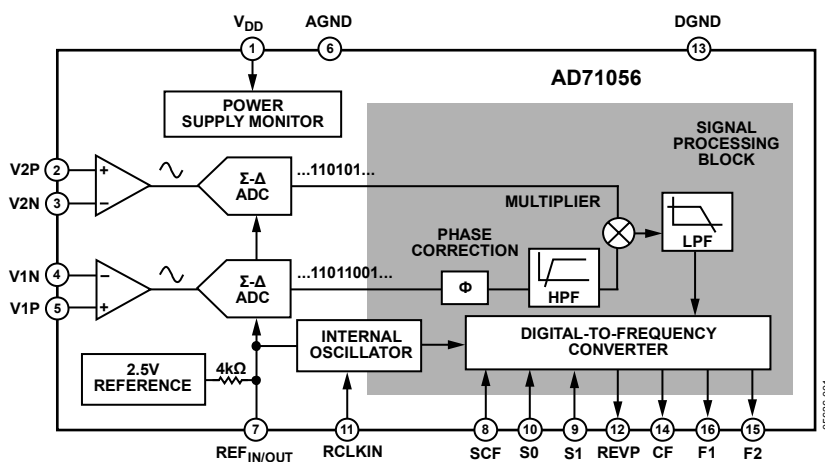 V_DD AGND DGND
1 6 13
AD71056
POWER
SUPPLY MONITOR
SIGNAL
PROCESSING
BLOCK
V2P 2 +
V2N 3 –
Σ-Δ
ADC
...110101...
MULTIPLIER
LPF
PHASE
CORRECTION
V1N 4 –
V1P 5 +
Σ-Δ
ADC
...11011001...
Φ
HPF
INTERNAL
OSCILLATOR
DIGITAL-TO-FREQUENCY
CONVERTER
2.5V
REFERENCE
4kΩ
7 11 8 10 9 12 14 16 15
REF_IN/OUT RCLKIN SCF S0 S1 REVP CF F1 F2